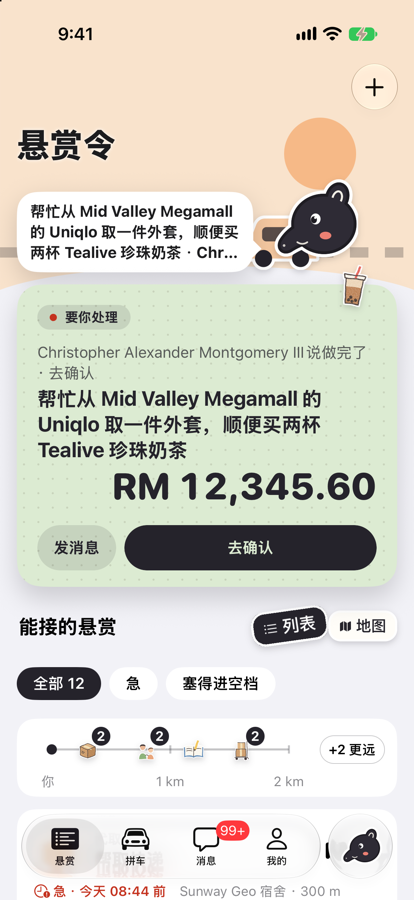 9:41
悬赏令
帮忙从 Mid Valley Megamall
的 Uniqlo 取一件外套，顺便买
两杯 Tealive 珍珠奶茶 · Chr...
要你处理
Christopher Alexander Montgomery III 说做完了
· 去确认
帮忙从 Mid Valley Megamall 的
Uniqlo 取一件外套，顺便买两杯
Tealive 珍珠奶茶
RM 12,345.60
发消息
去确认
能接的悬赏
列表
地图
全部 12
急
塞得进空档
2
2
2
+2 更远
你
1 km
2 km
99+
悬赏
拼车
消息
我的
急 · 今天 08:44 前
Sunway Geo 宿舍 · 300 m